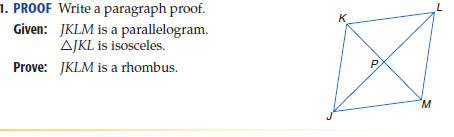 1. PROOF Write a paragraph proof.
Given: JKLM is a parallelogram.
△JKL is isosceles.
Prove: JKLM is a rhombus.
K
L
P
J
M